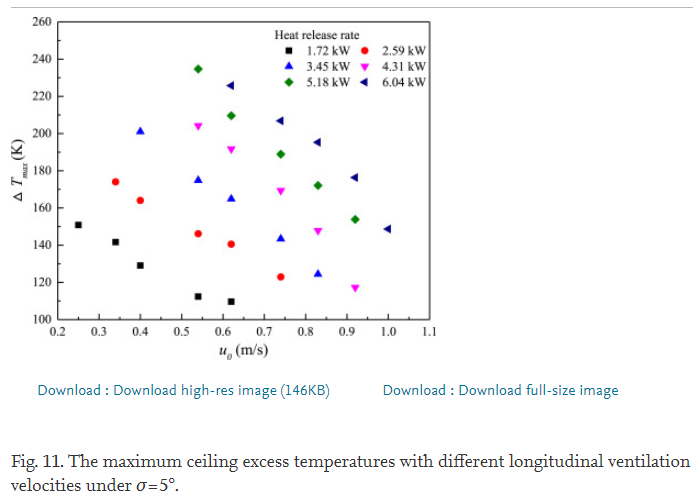 260
240
220
200
180
160
140
120
100
Δ Tmax (K)
Heat release rate
1.72 kW 2.59 kW
3.45 kW 4.31 kW
5.18 kW 6.04 kW
0.2 0.3 0.4 0.5 0.6 0.7 0.8 0.9 1.0 1.1
u0 (m/s)
Download : Download high-res image (146KB) Download : Download full-size image
Fig. 11. The maximum ceiling excess temperatures with different longitudinal ventilation
velocities under σ=5°.